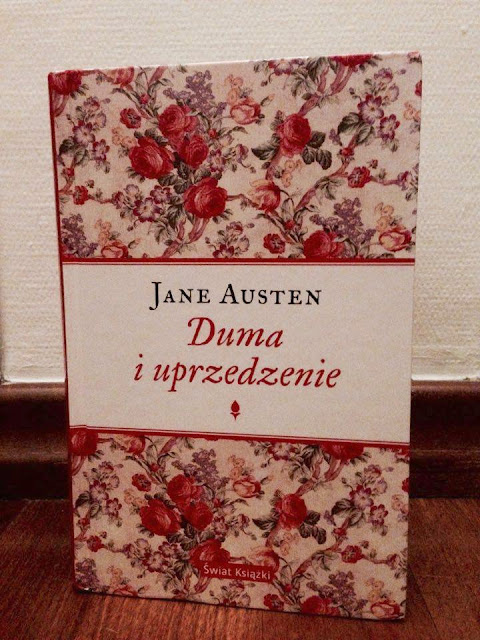 JANE AUSTEN
Duma
i uprzedzenie
Świat Książki